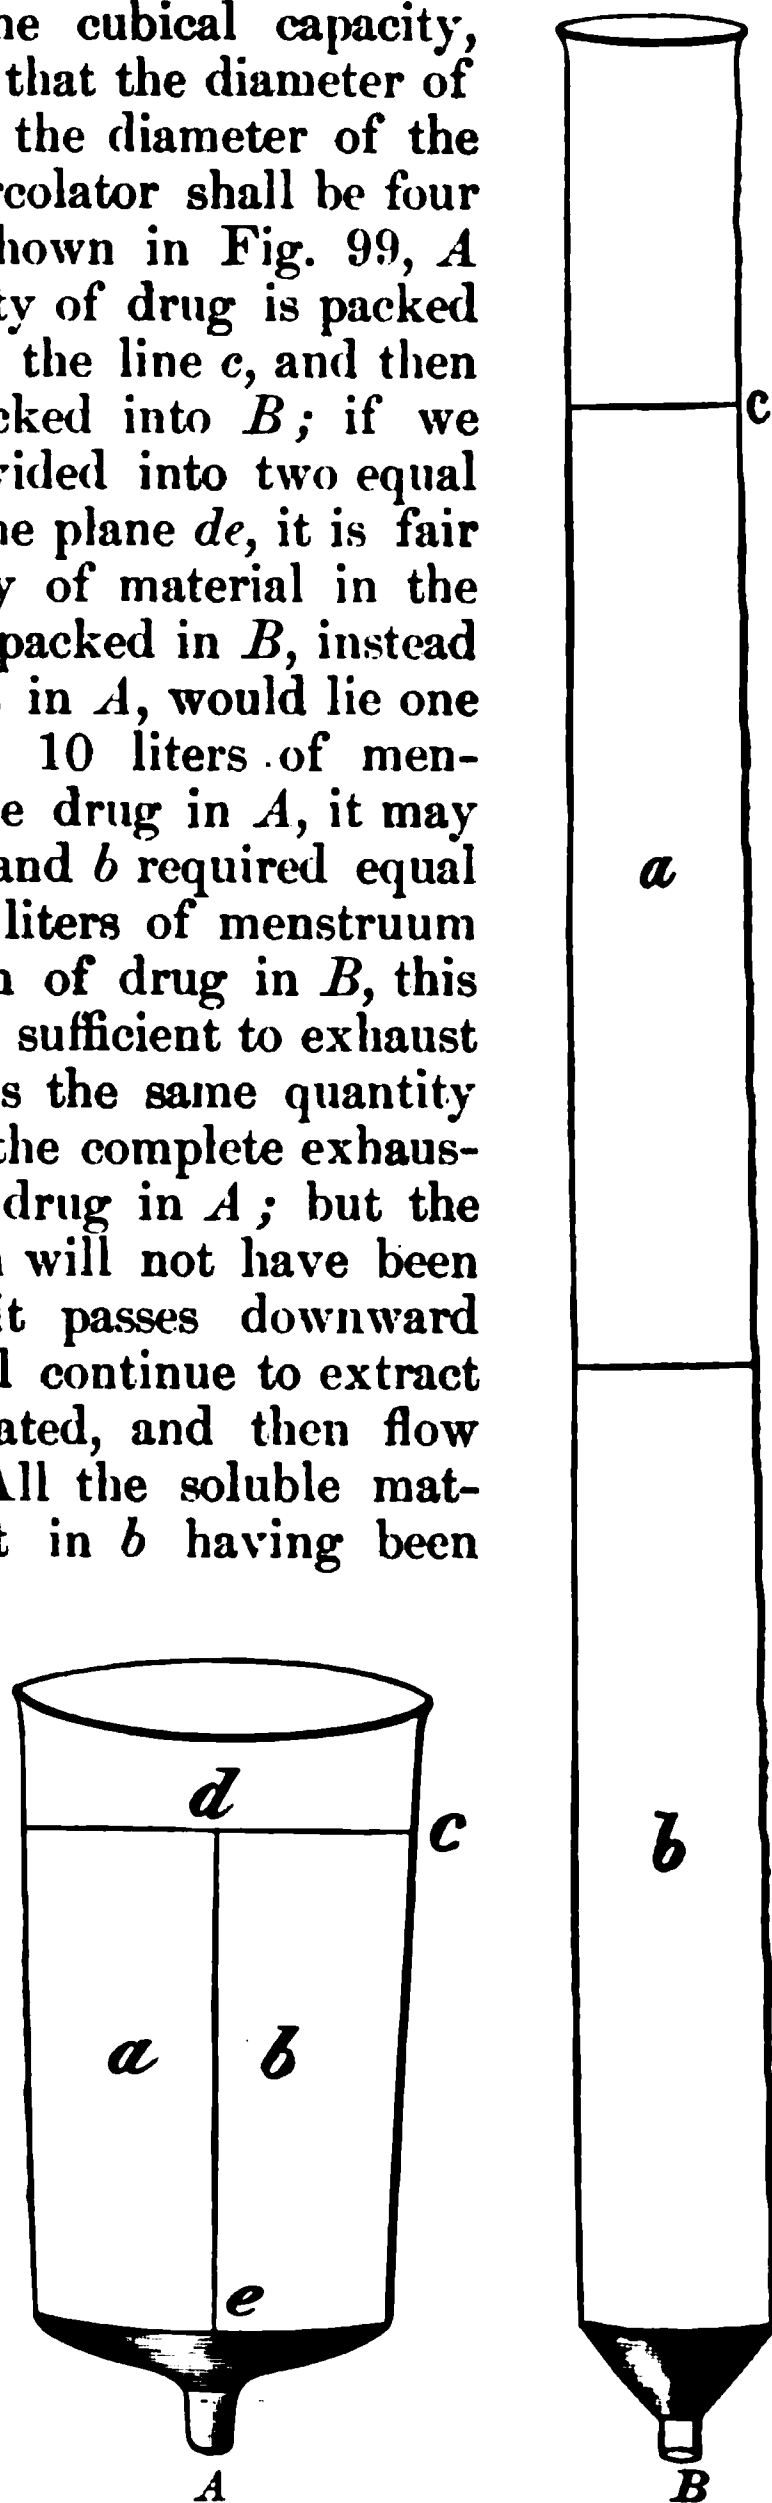 ne cubical capacity,
that the diameter of
the diameter of the
rcolator shall be four
hown in Fig. 99, A
ty of drug is packed
the line c, and then
cked into B; if we
vided into two equal
ne plane de, it is fair
y of material in the
packed in B, instead
in A, would lie one
10 liters of men-
e drug in A, it may
and b required equal
liters of menstruum
n of drug in B, this
sufficient to exhaust
s the same quantity
the complete exhaus-
drug in A; but the
will not have been
it passes downward
l continue to extract
ated, and then flow
All the soluble mat-
t in b having been
c
a
b
B
d
c
a b
e
A